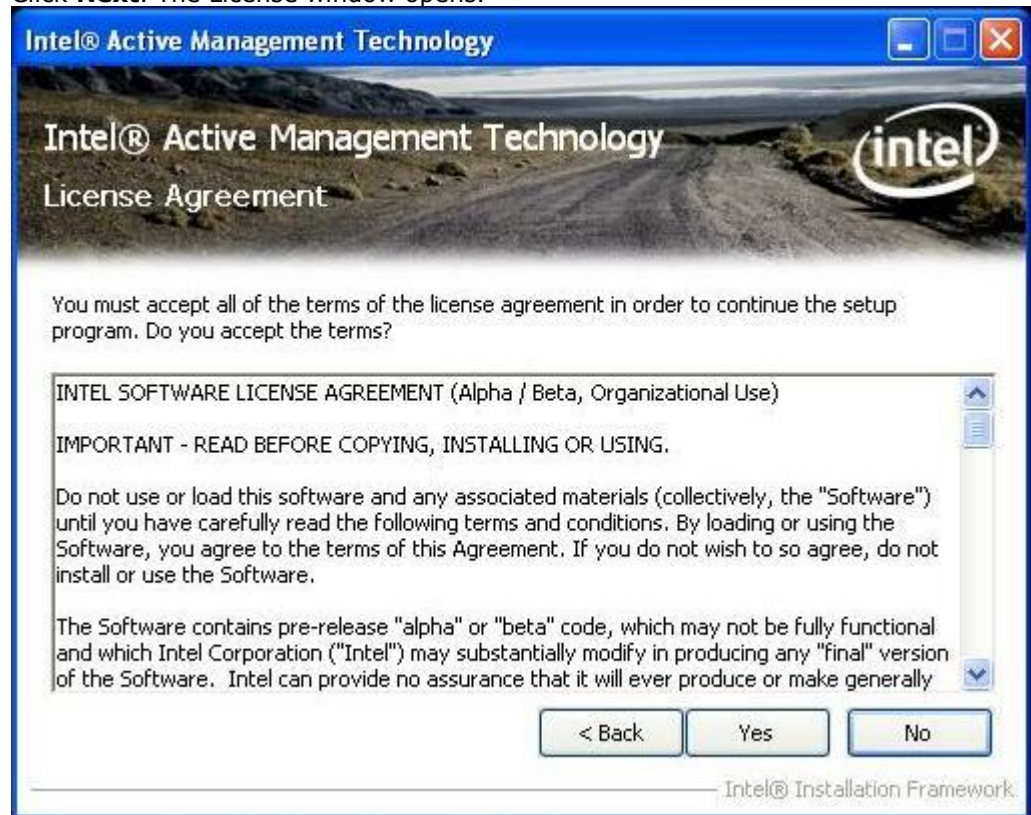 Click Next. The License window opens.
Intel® Active Management Technology
Intel® Active Management Technology
intel®
License Agreement
You must accept all of the terms of the license agreement in order to continue the setup
program. Do you accept the terms?
INTEL SOFTWARE LICENSE AGREEMENT (Alpha / Beta, Organizational Use)
IMPORTANT - READ BEFORE COPYING, INSTALLING OR USING.
Do not use or load this software and any associated materials (collectively, the "Software")
until you have carefully read the following terms and conditions. By loading or using the
Software, you agree to the terms of this Agreement. If you do not wish to so agree, do not
install or use the Software.
The Software contains pre-release "alpha" or "beta" code, which may not be fully functional
and which Intel Corporation ("Intel") may substantially modify in producing any "final" version
of the Software.  Intel can provide no assurance that it will ever produce or make generally
< Back
Yes
No
Intel® Installation Framework